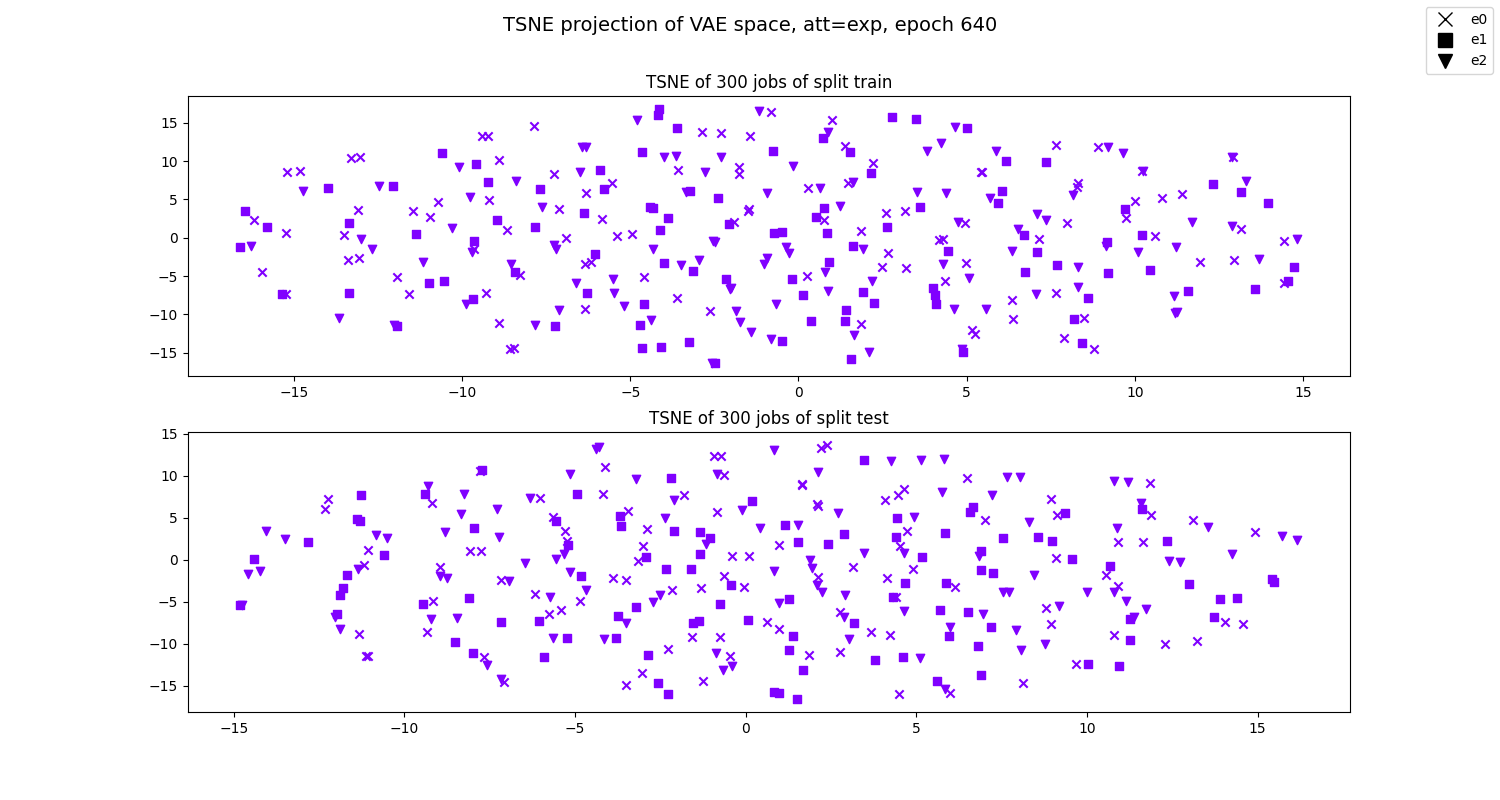 TSNE projection of VAE space, att=exp, epoch 640
e0
e1
e2
TSNE of 300 jobs of split train
15
10
5
0
−5
−10
−15
−15 −10 −5 0 5 10 15
TSNE of 300 jobs of split test
15
10
5
0
−5
−10
−15
−15 −10 −5 0 5 10 15